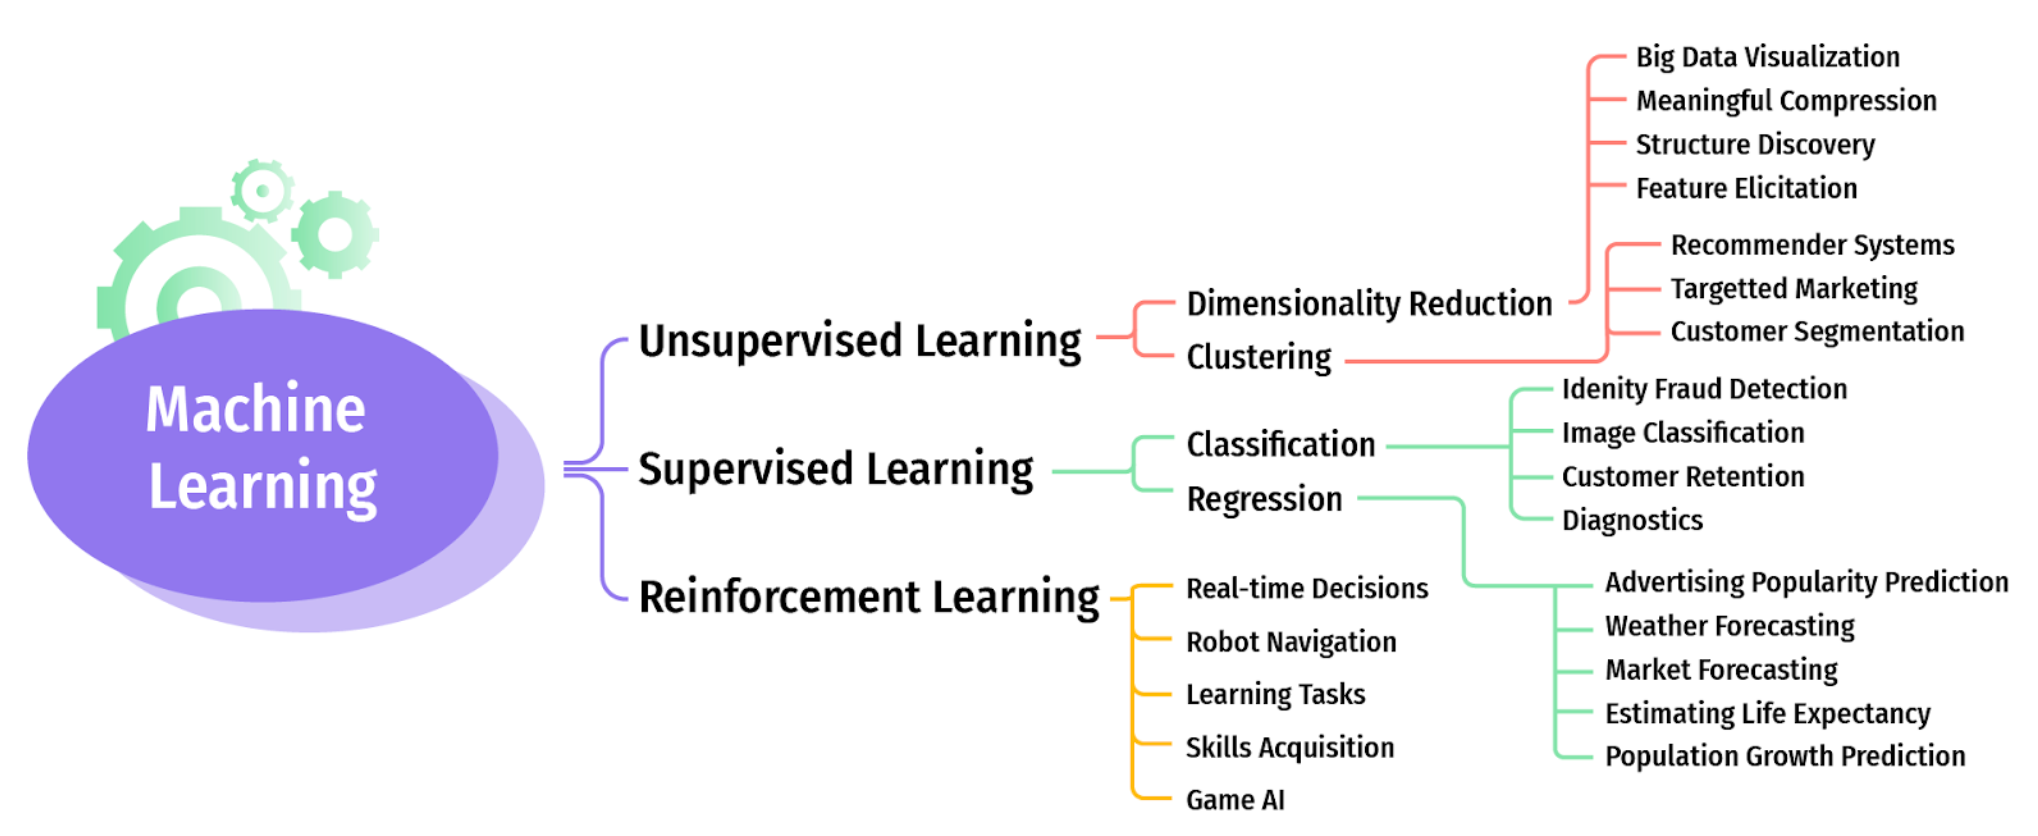 Machine
Learning
Unsupervised Learning
Dimensionality Reduction
Big Data Visualization
Meaningful Compression
Structure Discovery
Feature Elicitation
Clustering
Recommender Systems
Targetted Marketing
Customer Segmentation
Supervised Learning
Classification
Idenity Fraud Detection
Image Classification
Customer Retention
Diagnostics
Regression
Advertising Popularity Prediction
Weather Forecasting
Market Forecasting
Estimating Life Expectancy
Population Growth Prediction
Reinforcement Learning
Real-time Decisions
Robot Navigation
Learning Tasks
Skills Acquisition
Game AI